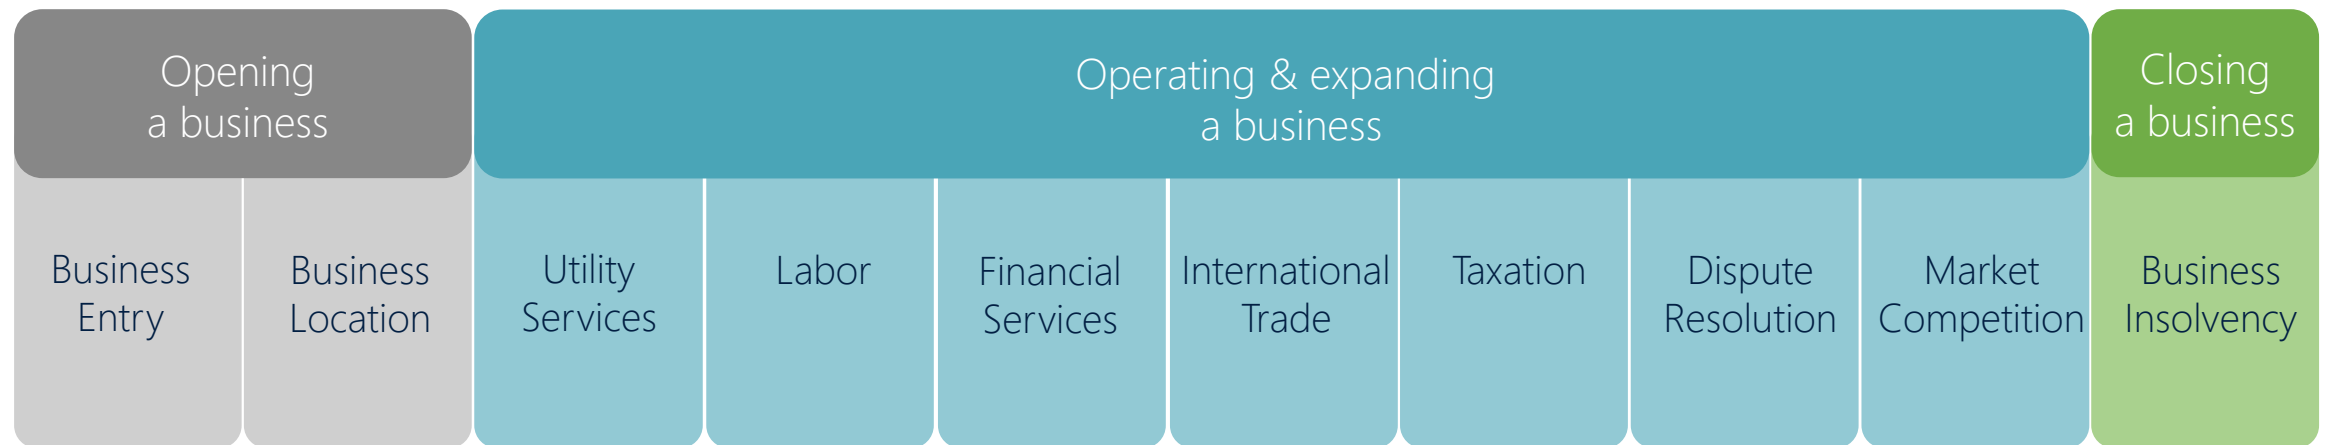 Opening
a business
Operating & expanding
a business
Closing
a business
Business
Entry
Business
Location
Utility
Services
Labor
Financial
Services
International
Trade
Taxation
Dispute
Resolution
Market
Competition
Business
Insolvency